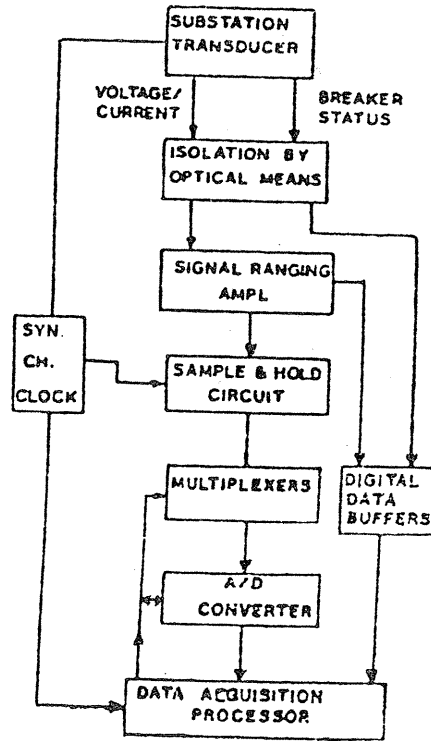 SUBSTATION
TRANSDUCER
VOLTAGE/
CURRENT
BREAKER
STATUS
ISOLATION BY
OPTICAL MEANS
SIGNAL RANGING
AMPL
SYN.
CH.
CLOCK
SAMPLE & HOLD
CIRCUIT
MULTIPLEXERS
DIGITAL
DATA
BUFFERS
A/D
CONVERTER
DATA ACQUISITION
PROCESSOR